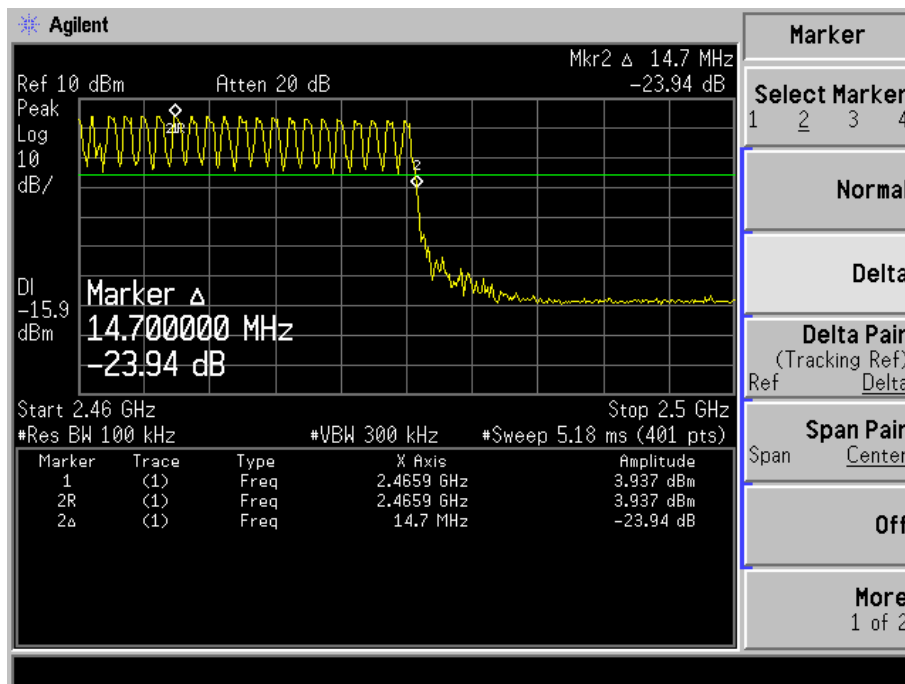 Agilent
Marker
Mkr2 Δ 14.7 MHz
Ref 10 dBm Atten 20 dB -23.94 dB
Peak
Log
10
dB/
2R
2
DI
-15.9
dBm
Marker Δ
14.700000 MHz
-23.94 dB
Start 2.46 GHz Stop 2.5 GHz
#Res BW 100 kHz #VBW 300 kHz #Sweep 5.18 ms (401 pts)
Marker Trace Type X Axis Amplitude
1 (1) Freq 2.4659 GHz 3.937 dBm
2R (1) Freq 2.4659 GHz 3.937 dBm
2Δ (1) Freq 14.7 MHz -23.94 dB
Select Marker
1 2 3 4
Normal
Delta
Delta Pair
(Tracking Ref)
Ref Delta
Span Pair
Span Center
Off
More
1 of 2